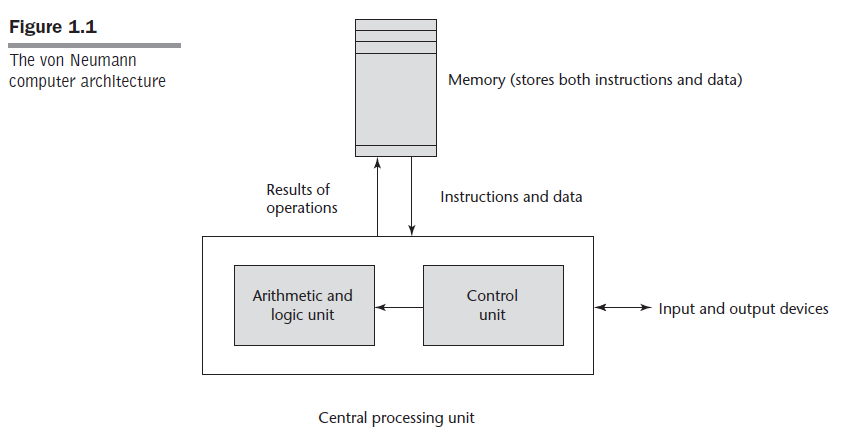 Figure 1.1
The von Neumann
computer architecture
Memory (stores both instructions and data)
Results of
operations
Instructions and data
Arithmetic and
logic unit
Control
unit
Input and output devices
Central processing unit